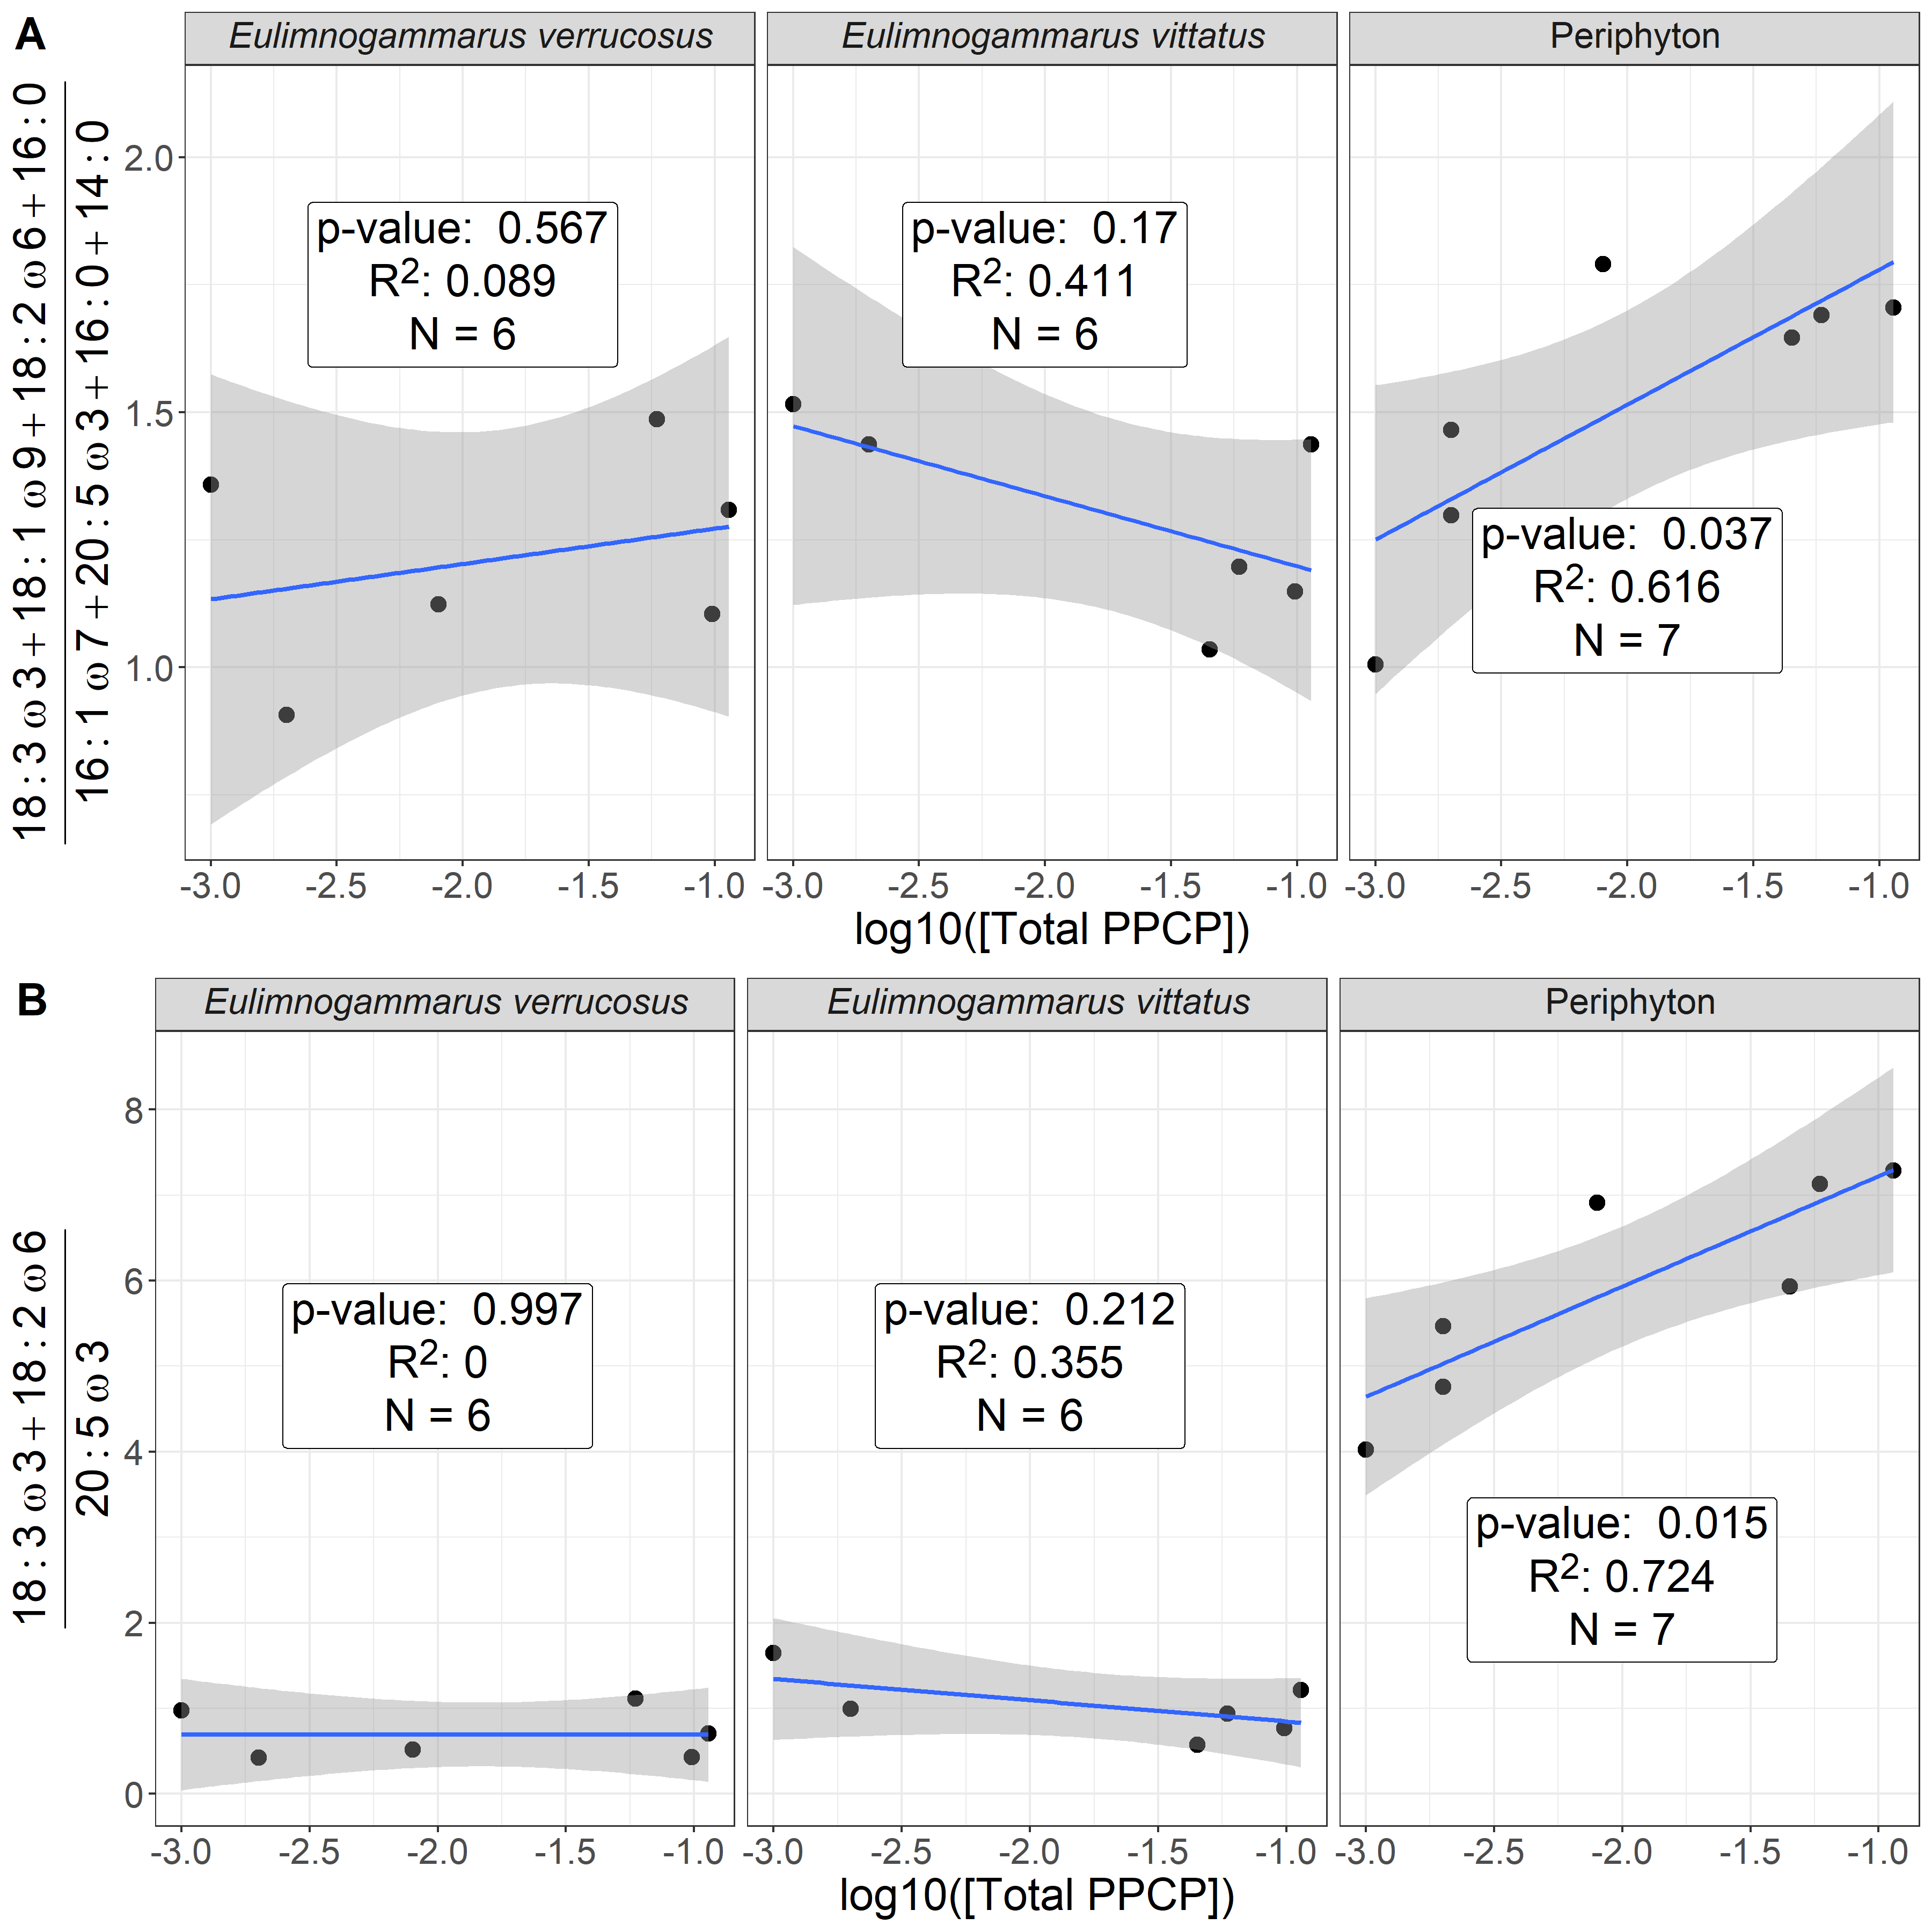 A
Eulimnogammarus verrucosus
Eulimnogammarus vittatus
Periphyton
18:3ω3+18:1ω9+18:2ω6+16:0
16:1ω7+20:5ω3+16:0+14:0
2.0
1.5
1.0
p-value: 0.567
R2: 0.089
N = 6
p-value: 0.17
R2: 0.411
N = 6
p-value: 0.037
R2: 0.616
N = 7
-3.0 -2.5 -2.0 -1.5 -1.0
-3.0 -2.5 -2.0 -1.5 -1.0
-3.0 -2.5 -2.0 -1.5 -1.0
log10([Total PPCP])
B
Eulimnogammarus verrucosus
Eulimnogammarus vittatus
Periphyton
18:3ω3+18:2ω6
20:5ω3
8
6
4
2
0
p-value: 0.997
R2: 0
N = 6
p-value: 0.212
R2: 0.355
N = 6
p-value: 0.015
R2: 0.724
N = 7
-3.0 -2.5 -2.0 -1.5 -1.0
-3.0 -2.5 -2.0 -1.5 -1.0
-3.0 -2.5 -2.0 -1.5 -1.0
log10([Total PPCP])